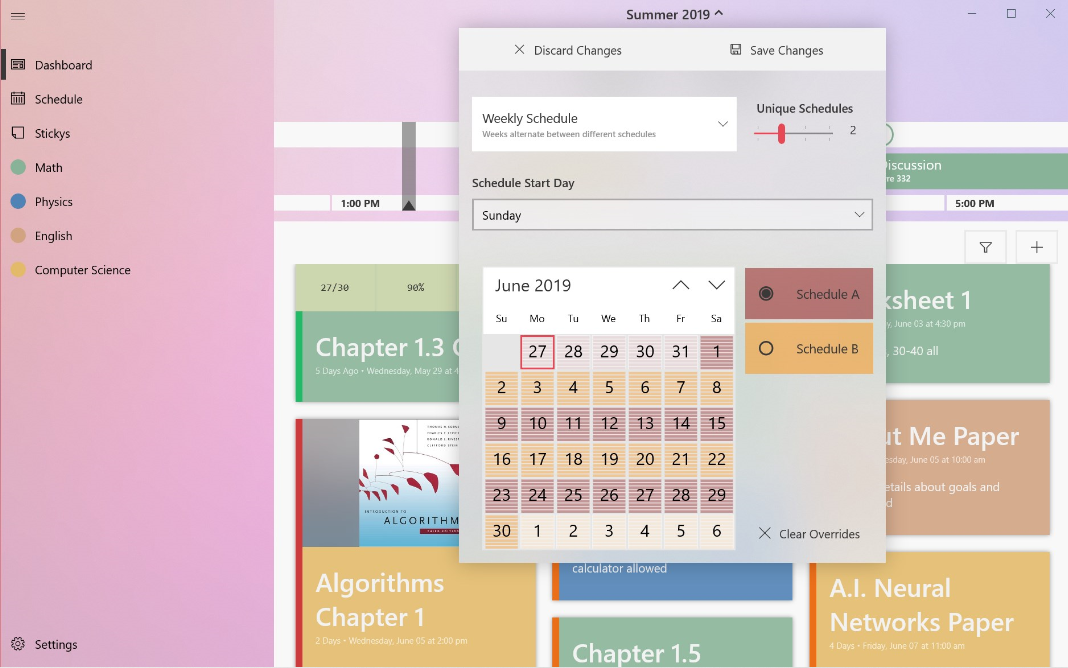 Summer 2019
Dashboard
Schedule
Stickys
Math
Physics
English
Computer Science
Settings
Discard Changes
Save Changes
Weekly Schedule
Weeks alternate between different schedules
Unique Schedules
2
Schedule Start Day
Sunday
June 2019
Su Mo Tu We Th Fr Sa
27 28 29 30 31 1
2 3 4 5 6 7 8
9 10 11 12 13 14 15
16 17 18 19 20 21 22
23 24 25 26 27 28 29
30 1 2 3 4 5 6
Schedule A
Schedule B
Clear Overrides
1:00 PM
iscussion
re 332
5:00 PM
27/30 90%
Chapter 1.3
5 Days Ago • Wednesday, May 29 at 4
INTRODUCTION TO
ALGORITHM
Algorithms
Chapter 1
2 Days • Wednesday, June 05 at 2:00 pm
calculator allowed
Chapter 1.5
ksheet 1
ay, June 03 at 4:30 pm
, 30-40 all
ut Me Paper
esday, June 05 at 10:00 am
etails about goals and
d
A.I. Neural
Networks Paper
4 Days • Friday, June 07 at 11:00 am